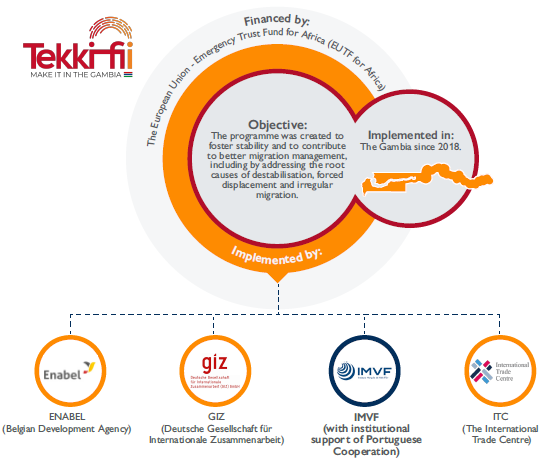 Tekki-fii
MAKE IT IN THE GAMBIA
Financed by:
The European Union - Emergency Trust Fund for Africa (EUTF for Africa)
Objective:
The programme was created to
foster stability and to contribute
to better migration management,
including by addressing the root
causes of destabilisation, forced
displacement and irregular
migration.
Implemented in:
The Gambia since 2018.
Implemented by:
Enabel
giz
Deutsche Gesellschaft
für Internationale
Zusammenarbeit (GIZ) GmbH
IMVF
International
Trade
Centre
ENABEL
(Belgian Development Agency)
GIZ
(Deutsche Gesellschaft für
Internationale Zusammenarbeit)
IMVF
(with institutional
support of Portuguese
Cooperation)
ITC
(The International
Trade Centre)